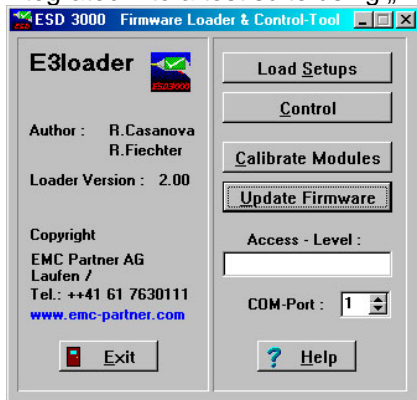 ESD 3000 Firmware Loader & Control-Tool
E3loader
ESD3000
Author : R.Casanova
R.Fiechter
Loader Version : 2.00
Copyright
EMC Partner AG
Laufen /
Tel.: ++41 61 7630111
www.emc-partner.com
Exit
Load Setups
Control
Calibrate Modules
Update Firmware
Access - Level :
COM-Port : 1
? Help